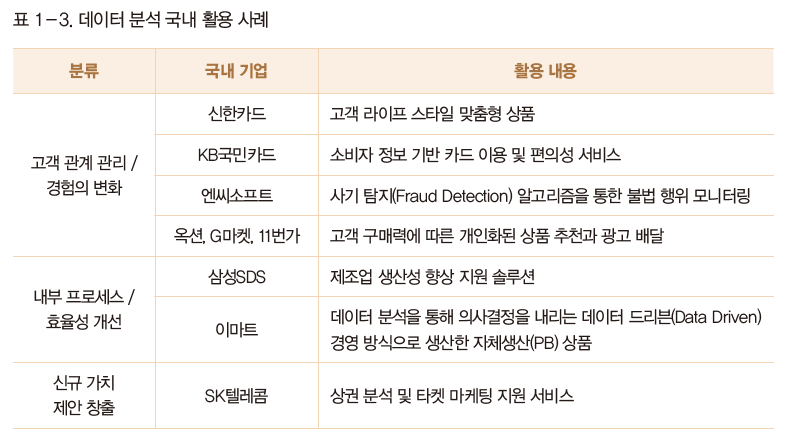 표 1-3. 데이터 분석 국내 활용 사례
분류 국내 기업 활용 내용
고객 관계 관리 /
경험의 변화
신한카드 고객 라이프 스타일 맞춤형 상품
KB국민카드 소비자 정보 기반 카드 이용 및 편의성 서비스
엔씨소프트 사기 탐지(Fraud Detection) 알고리즘을 통한 불법 행위 모니터링
옥션, G마켓, 11번가 고객 구매력에 따른 개인화된 상품 추천과 광고 배달
내부 프로세스 /
효율성 개선
삼성SDS 제조업 생산성 향상 지원 솔루션
이마트 데이터 분석을 통해 의사결정을 내리는 데이터 드리븐(Data Driven)
경영 방식으로 생산한 자체생산(PB) 상품
신규 가치
제안 창출
SK텔레콤 상권 분석 및 타켓 마케팅 지원 서비스